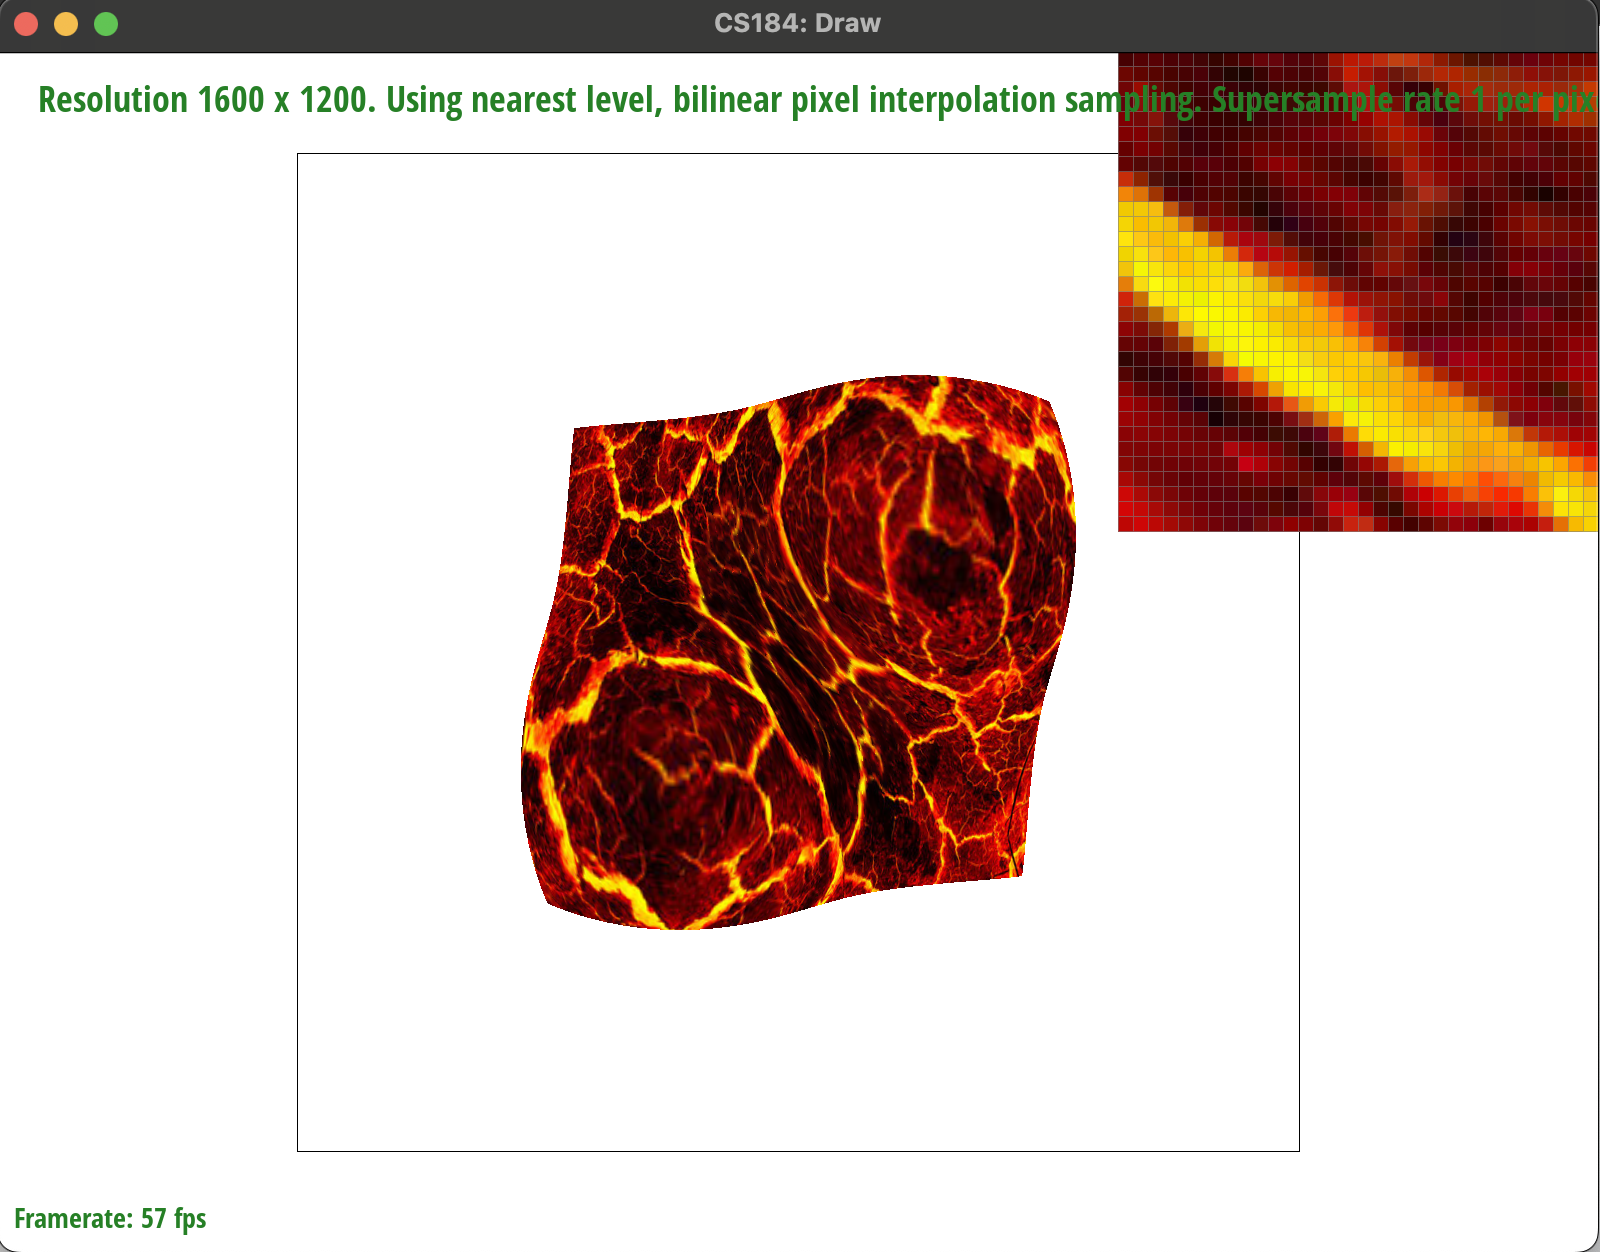 CS184: Draw
Resolution 1600 x 1200. Using nearest level, bilinear pixel interpolation sampling. Supersample rate 1 per pix
Framerate: 57 fps